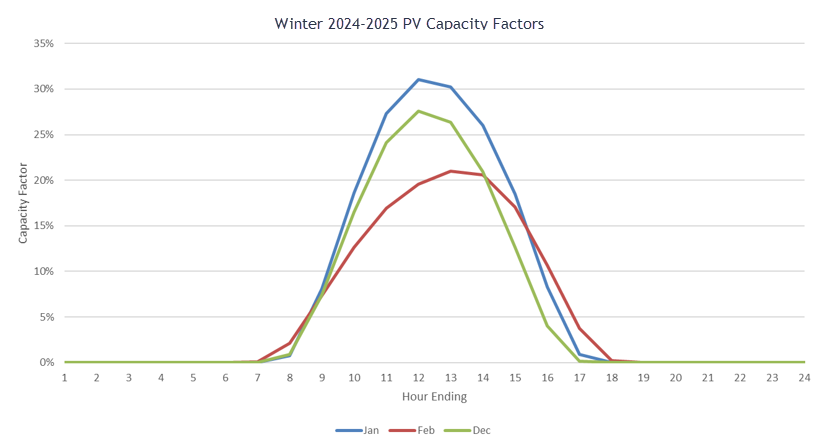 Winter 2024-2025 PV Capacity Factors
35%
30%
25%
20%
15%
10%
5%
0%
Capacity Factor
1 2 3 4 5 6 7 8 9 10 11 12 13 14 15 16 17 18 19 20 21 22 23 24
Hour Ending
Jan Feb Dec